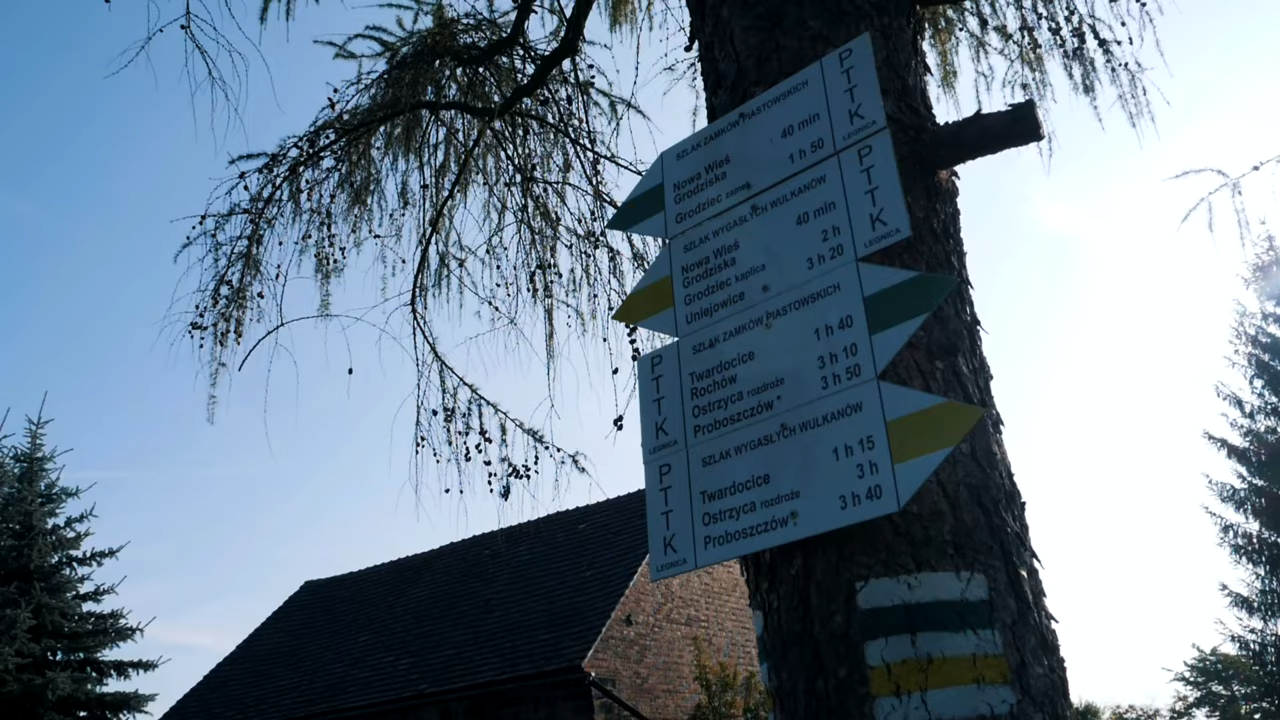 SZLAK ZAMKÓW PIASTOWSKICH
Nowa Wieś
Grodziska 40 min
Grodziec zamek 1 h 50
PTTK
LEGNICA
SZLAK WYGASŁYCH WULKANÓW
Nowa Wieś
Grodziska 40 min
Grodziec kaplica 2 h
Uniejowice 3 h 20
PTTK
LEGNICA
PTTK
LEGNICA
SZLAK ZAMKÓW PIASTOWSKICH
Twardocice 1 h 40
Rochów
Ostrzyca rozdroże 3 h 10
Proboszczów 3 h 50
PTTK
LEGNICA
SZLAK WYGASŁYCH WULKANÓW
Twardocice 1 h 15
Ostrzyca rozdroże 3 h
Proboszczów 3 h 40